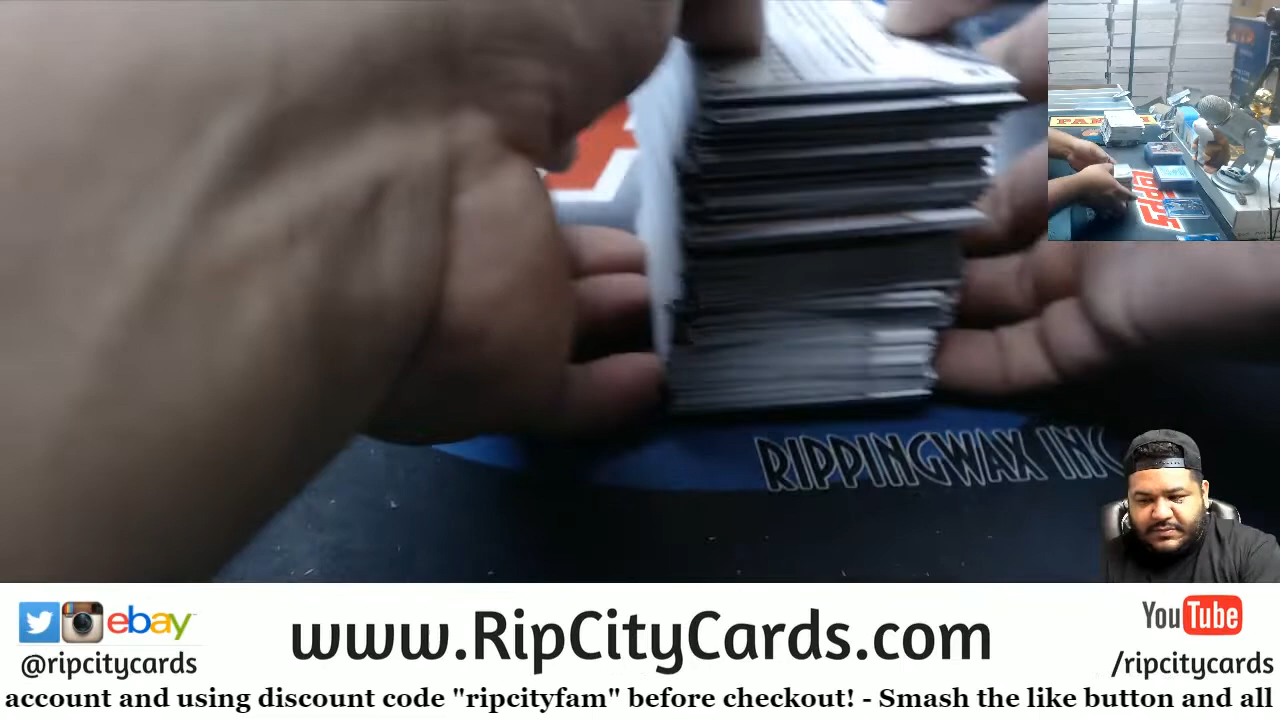 RIPPINGWAX INC
ebay
@ripcitycards
www.RipCityCards.com
YouTube
/ripcitycards
account and using discount code "ripcityfam" before checkout! - Smash the like button and all